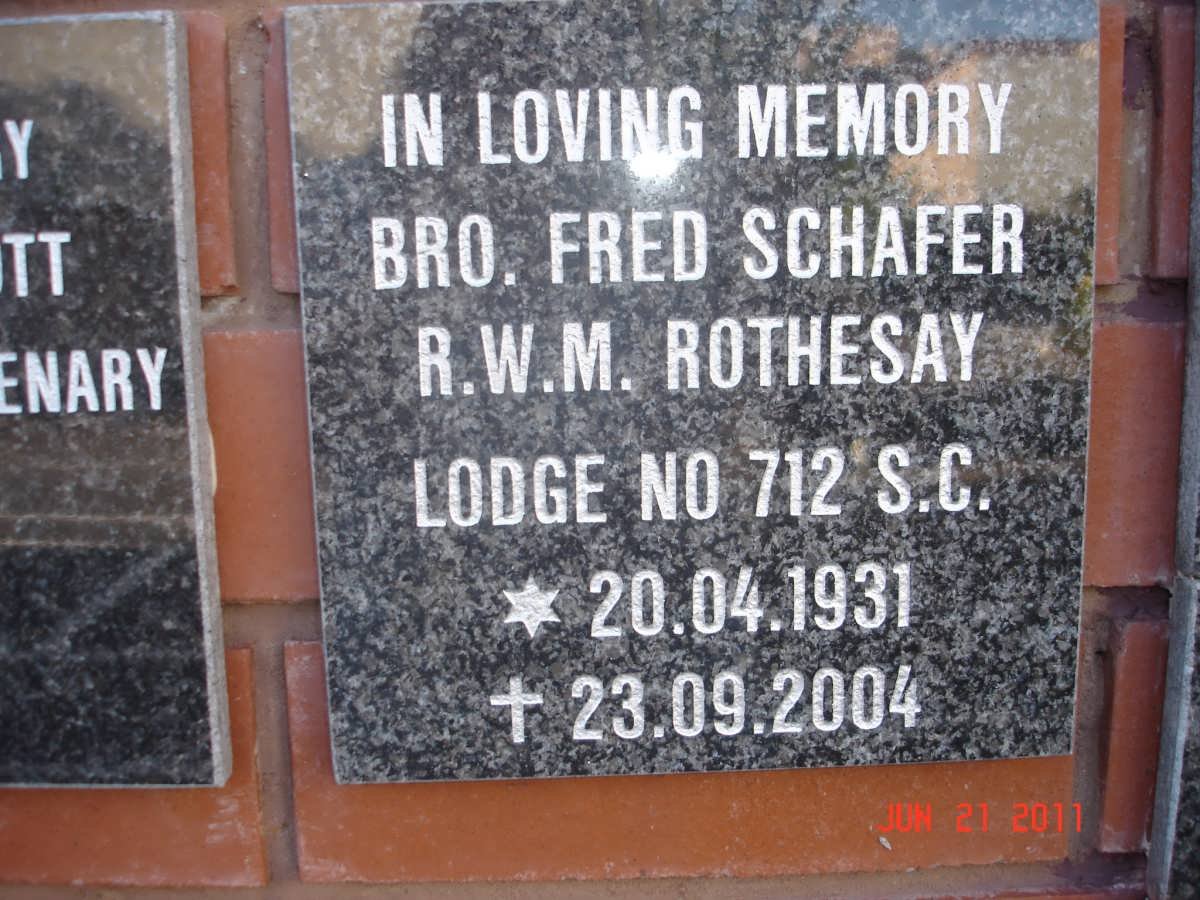 IN LOVING MEMORY
BRO. FRED SCHAFER
R.W.M. ROTHESAY
LODGE NO 712 S.C.
✶ 20.04.1931
✝ 23.09.2004
JUN 21 2011